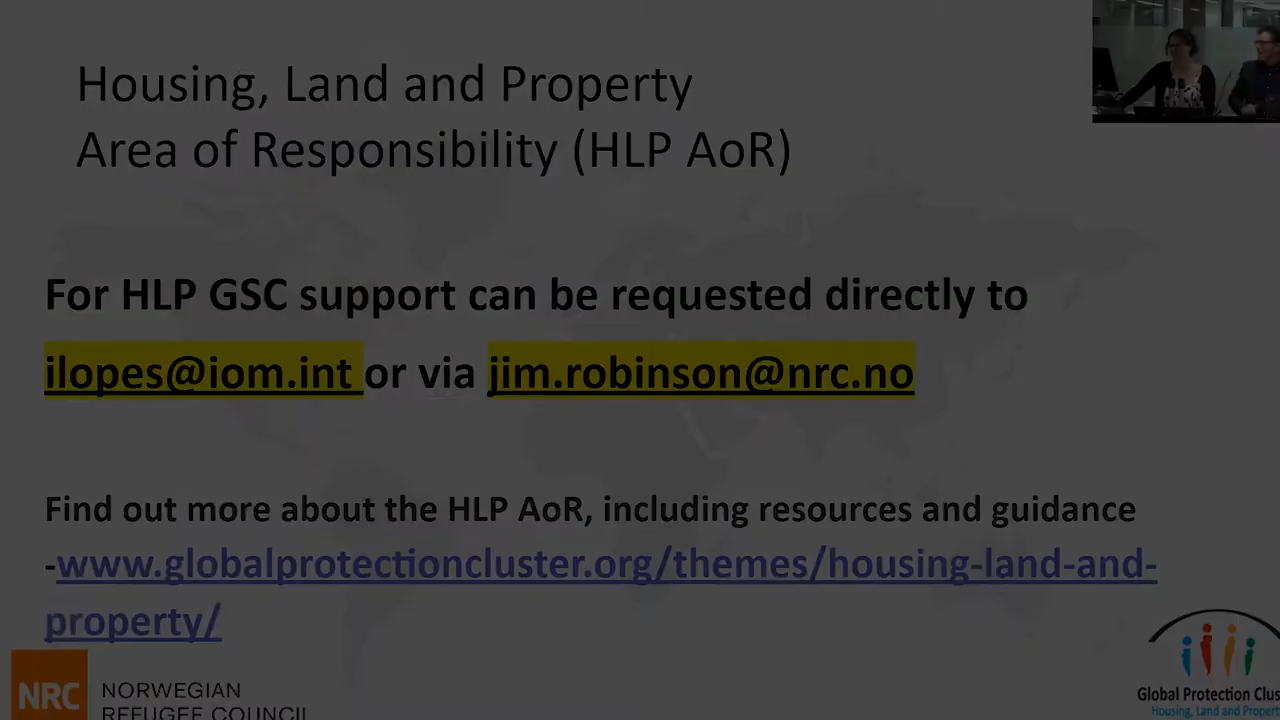 Housing, Land and Property
Area of Responsibility (HLP AoR)
For HLP GSC support can be requested directly to
ilopes@iom.int or via jim.robinson@nrc.no
Find out more about the HLP AoR, including resources and guidance
-www.globalprotectioncluster.org/themes/housing-land-and-
property/
NRC
NORWEGIAN
REFUGEE COUNCIL
Global Protection Clus
Housing, Land and Propert